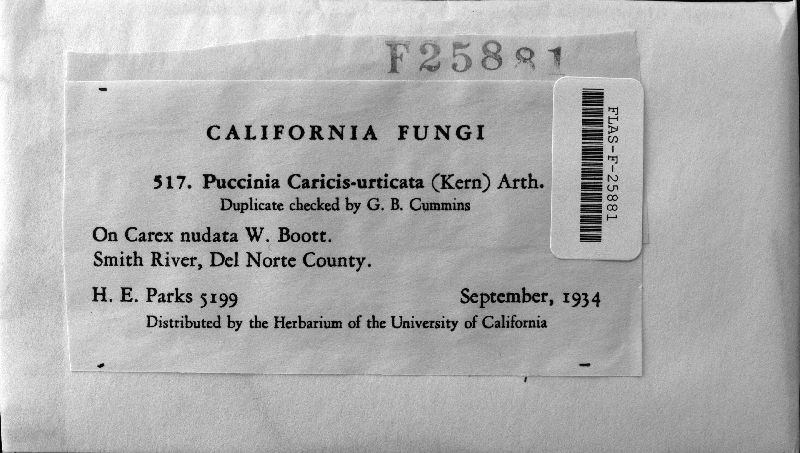 F25881
CALIFORNIA FUNGI
517. Puccinia Caricis-urticata (Kern) Arth.
Duplicate checked by G. B. Cummins
On Carex nudata W. Boott.
Smith River, Del Norte County.
H. E. Parks 5199 September, 1934
Distributed by the Herbarium of the University of California
FLAS-F-25881